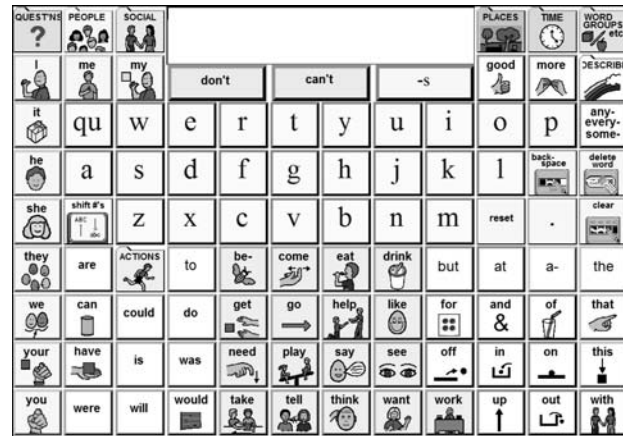 QUEST'NS PEOPLE SOCIAL PLACES TIME WORD GROUPS etc
I me my don't can't -s good more DESCRIBE
it qu w e r t y u i o p any- every- some-
he a s d f g h j k l back-space delete word
she shift #'s z x c v b n m reset . clear
they are ACTIONS to be- come eat drink but at a- the
we can could do get go help like for and & of that
your have is was need play say see off in on this
you were will would take tell think want work up out with